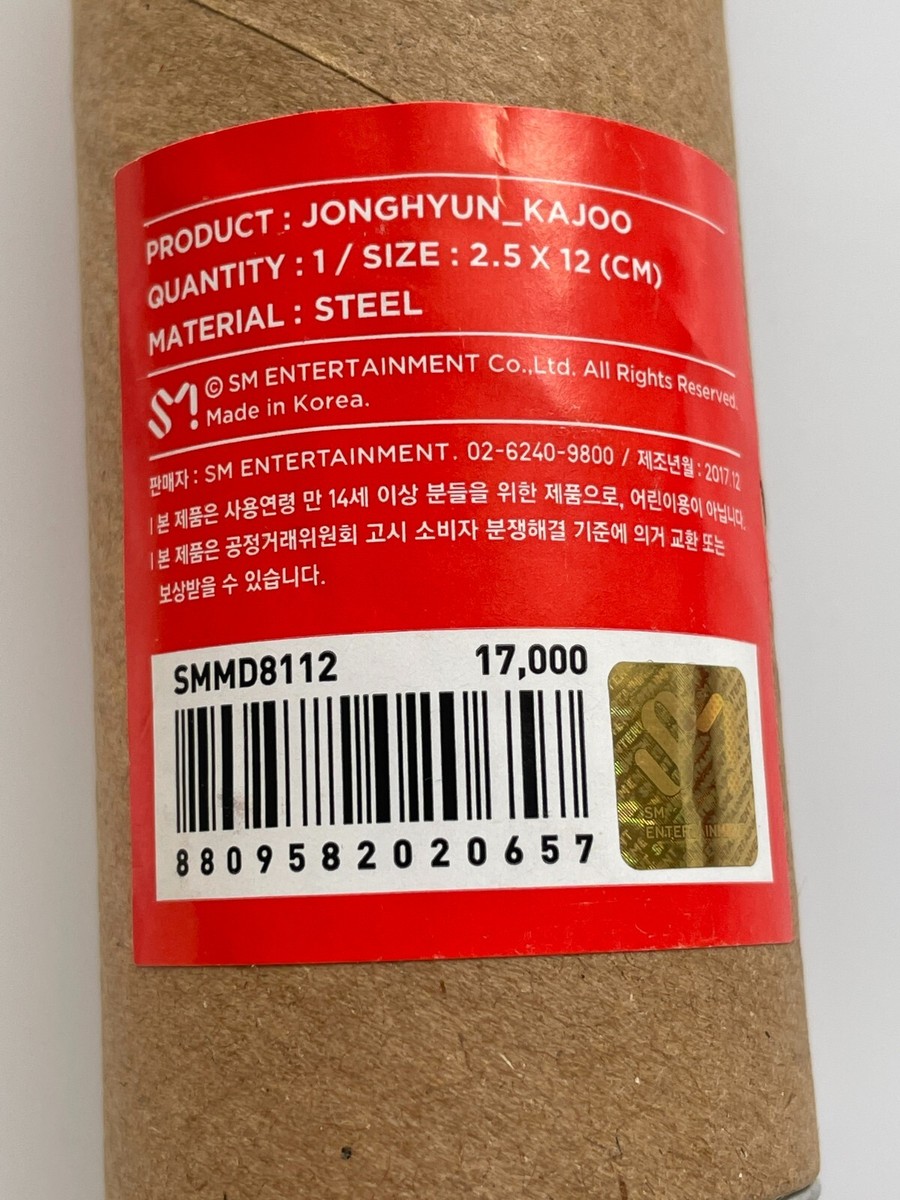 PRODUCT : JONGHYUN_KAJOO
QUANTITY : 1 / SIZE : 2.5 X 12 (CM)
MATERIAL : STEEL
SM! © SM ENTERTAINMENT Co.,Ltd. All Rights Reserved.
Made in Korea.
판매자 : SM ENTERTAINMENT. 02-6240-9800 / 제조년월 : 2017.12
| 본 제품은 사용연령 만 14세 이상 분들을 위한 제품으로, 어린이용이 아닙니다.
| 본 제품은 공정거래위원회 고시 소비자 분쟁해결 기준에 의거 교환 또는
보상받을 수 있습니다.
SMMD8112 17,000
8809582020657
SM
ENTERTAINMENT